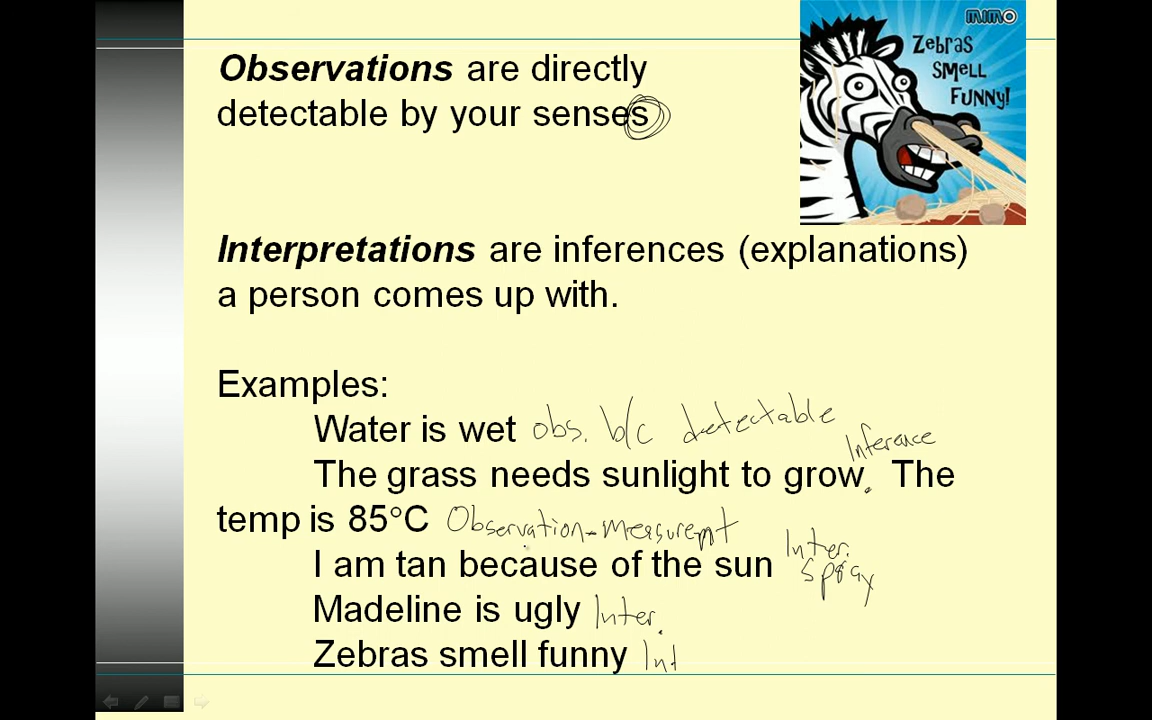 mimo
Zebras
Smell
Funny!
Observations are directly
detectable by your senses
Interpretations are inferences (explanations)
a person comes up with.
Examples:
Water is wet obs. b/c detectable
Inference
The grass needs sunlight to grow. The
temp is 85°C Observation-measuremnt
I am tan because of the sun Inter.
spray
Madeline is ugly Inter.
Zebras smell funny Int